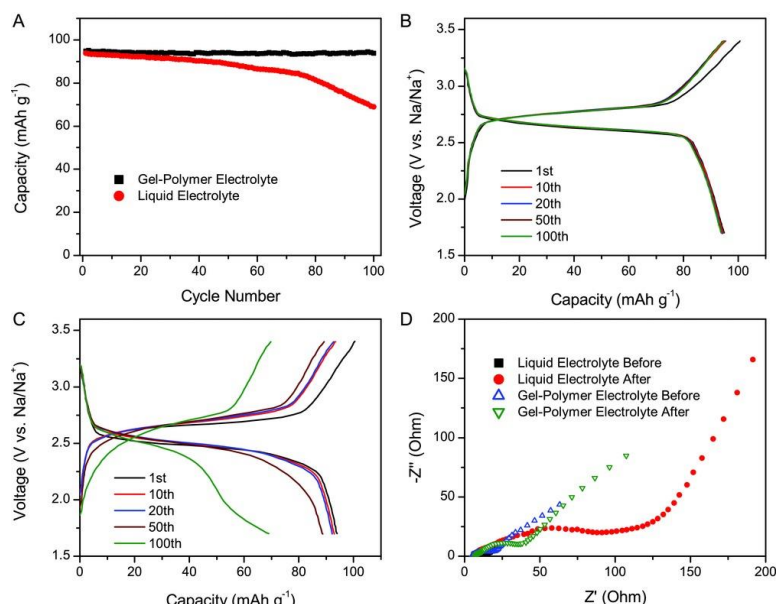 A
Capacity (mAh g⁻¹)
100
80
60
40
20
0
Gel-Polymer Electrolyte
Liquid Electrolyte
0 20 40 60 80 100
Cycle Number
B
Voltage (V vs. Na/Na⁺)
3.5
3.0
2.5
2.0
1.5
1st
10th
20th
50th
100th
0 20 40 60 80 100
Capacity (mAh g⁻¹)
C
Voltage (V vs. Na/Na⁺)
3.5
3.0
2.5
2.0
1.5
1st
10th
20th
50th
100th
0 20 40 60 80 100
Capacity (mAh g⁻¹)
D
-Z'' (Ohm)
200
150
100
50
0
Liquid Electrolyte Before
Liquid Electrolyte After
Gel-Polymer Electrolyte Before
Gel-Polymer Electrolyte After
0 50 100 150 200
Z' (Ohm)